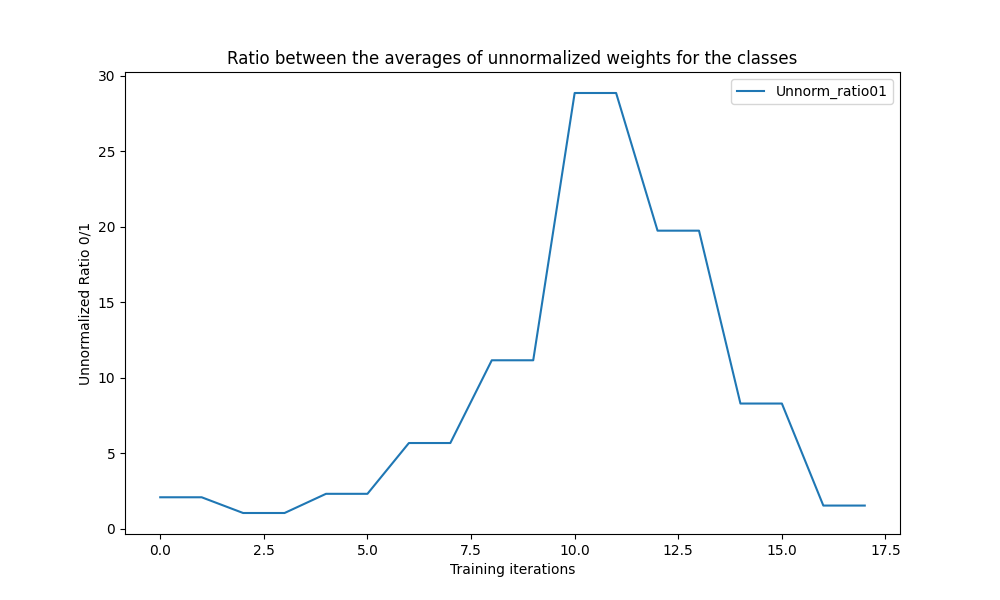 Ratio between the averages of unnormalized weights for the classes
Unnorm_ratio01
Unnormalized Ratio 0/1
30
25
20
15
10
5
0
0.0 2.5 5.0 7.5 10.0 12.5 15.0 17.5
Training iterations